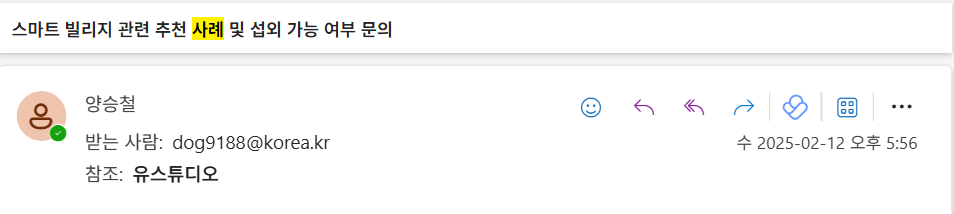 스마트 빌리지 관련 추천 사례 및 섭외 가능 여부 문의
양승철
받는 사람: dog9188@korea.kr
수 2025-02-12 오후 5:56
참조: 유스튜디오